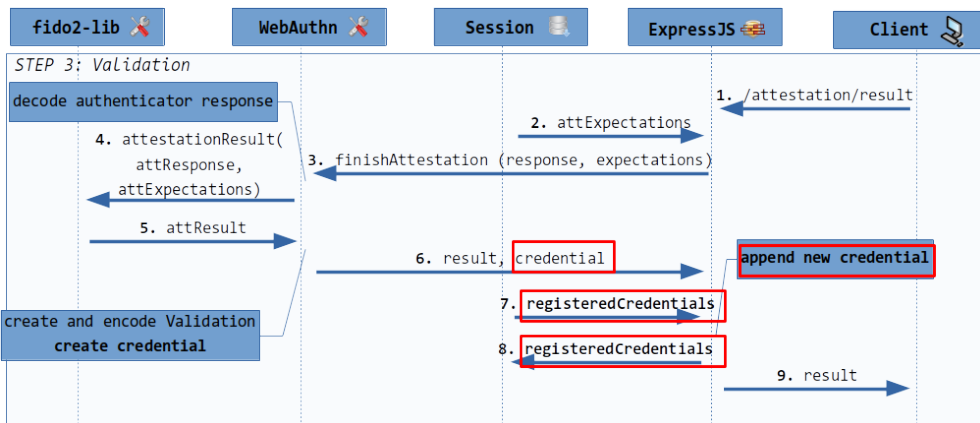 fido2-lib
WebAuthn
Session
ExpressJS
Client
STEP 3: Validation
decode authenticator response
1. /attestation/result
2. attExpectations
3. finishAttestation (response, expectations)
4. attestationResult(
attResponse,
attExpectations)
5. attResult
6. result, credential
append new credential
7. registeredCredentials
create and encode Validation
create credential
8. registeredCredentials
9. result